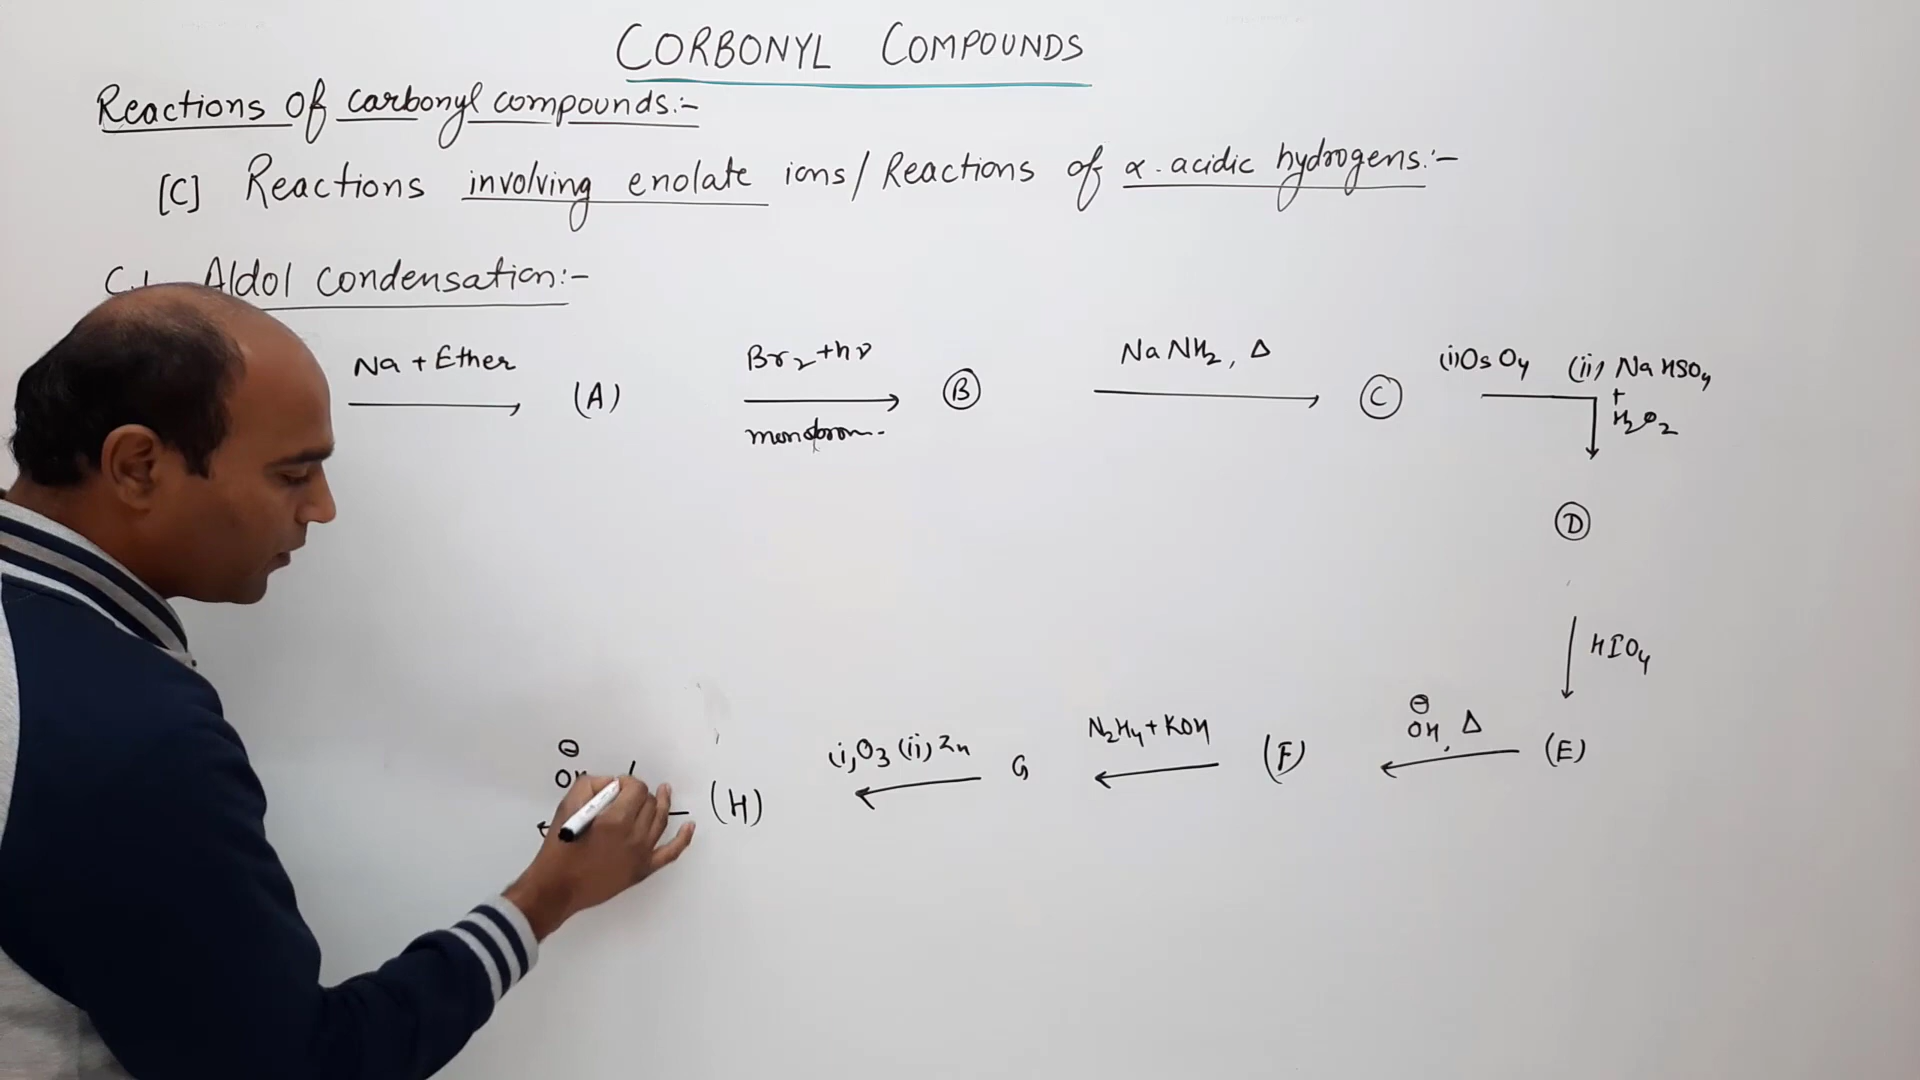 CORBONYL COMPOUNDS
Reactions Of carbonyl compounds:-
[C] Reactions involving enolate ions/Reactions of α-acidic hydrogens:-
Aldol condensation:-
Na + Ether
(A)
Br2 + hν
B
NaNH2, Δ
C
(i) OsO4 (ii) NaHSO4
+
H2O2
D
HIO4
(E)
⊖
OH, Δ
(F)
N2H4 + KOH
G
(i) O3 (ii) Zn
(H)
⊖